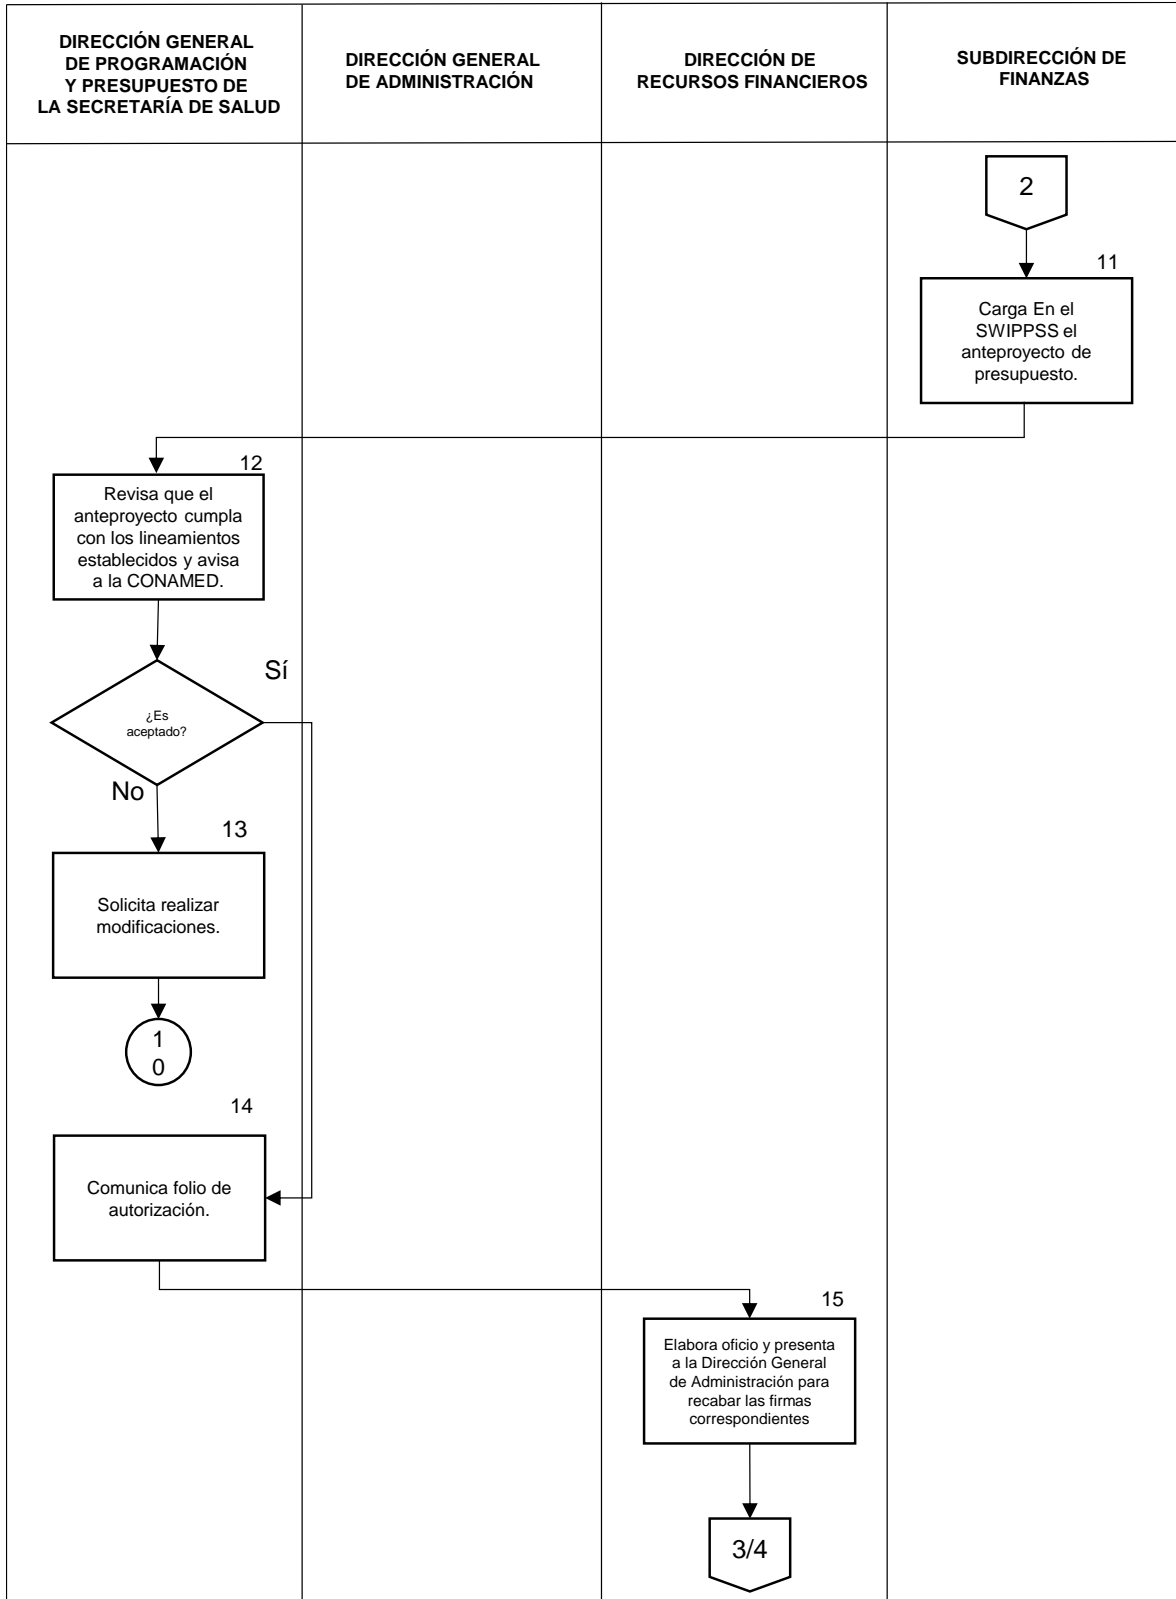 DIRECCIÓN GENERAL
DE PROGRAMACIÓN
Y PRESUPUESTO DE
LA SECRETARÍA DE SALUD
DIRECCIÓN GENERAL
DE ADMINISTRACIÓN
DIRECCIÓN DE
RECURSOS FINANCIEROS
SUBDIRECCIÓN DE
FINANZAS
2
11
Carga En el
SWIPPSS el
anteproyecto de
presupuesto.
12
Revisa que el
anteproyecto cumpla
con los lineamientos
establecidos y avisa
a la CONAMED.
Sí
¿Es
aceptado?
No
13
Solicita realizar
modificaciones.
1
0
14
Comunica folio de
autorización.
15
Elabora oficio y presenta
a la Dirección General
de Administración para
recabar las firmas
correspondientes
3/4